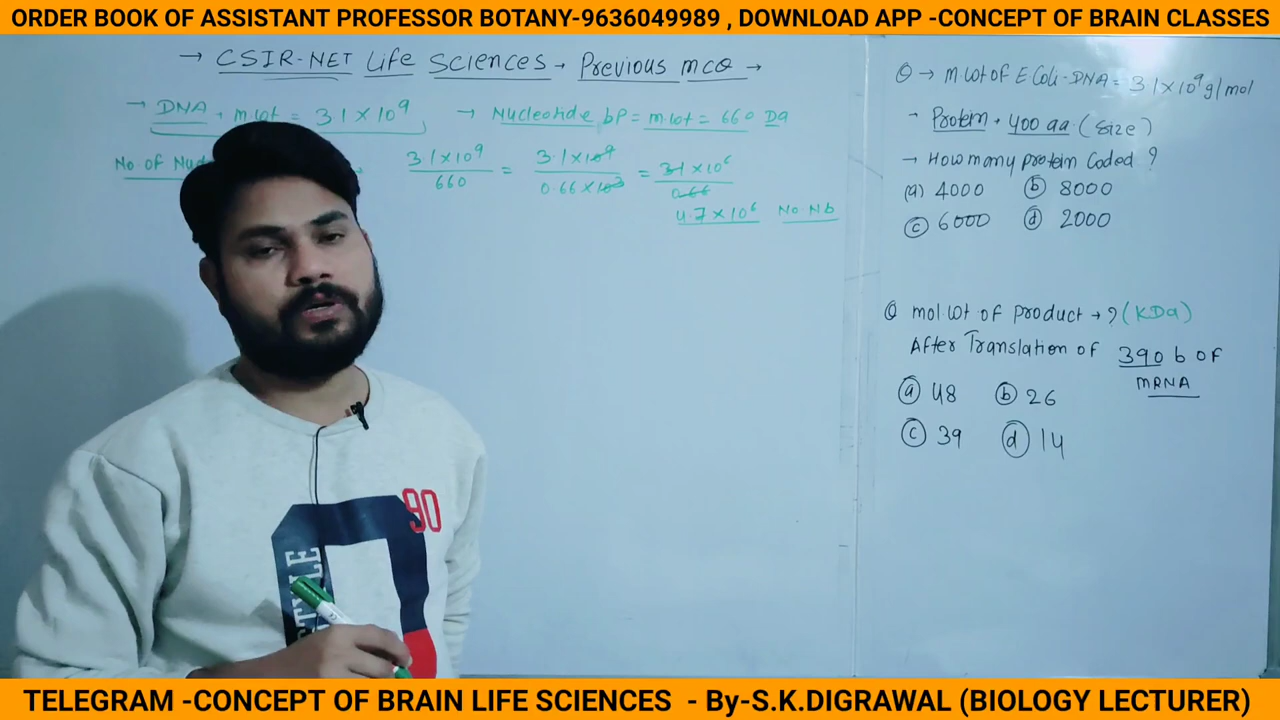 ORDER BOOK OF ASSISTANT PROFESSOR BOTANY-9636049989 , DOWNLOAD APP -CONCEPT OF BRAIN CLASSES
→ CSIR-NET Life Sciences → Previous MCQ →
→ DNA → m.wt = 3.1×10⁹ → Nucleotide bP = m.wt = 660 Da
No of Nu 3.1×10⁹ / 660 = 3.1×10⁹ / 0.66×10³ = 3.1×10⁶ / 0.66
4.7×10⁶ No. Nb
Q → M.wt of E Coli-DNA = 3.1×10⁹ g/mol
→ Protein → 400 aa. (Size)
→ How many protein Coded ?
(a) 4000 (b) 8000
(c) 6000 (d) 2000
Q mol.wt of product → ? (KDa)
After Translation of 390 b of
mRNA
(a) 48 (b) 26
(c) 39 (d) 14
90
STYLE
TELEGRAM -CONCEPT OF BRAIN LIFE SCIENCES - By-S.K.DIGRAWAL (BIOLOGY LECTURER)